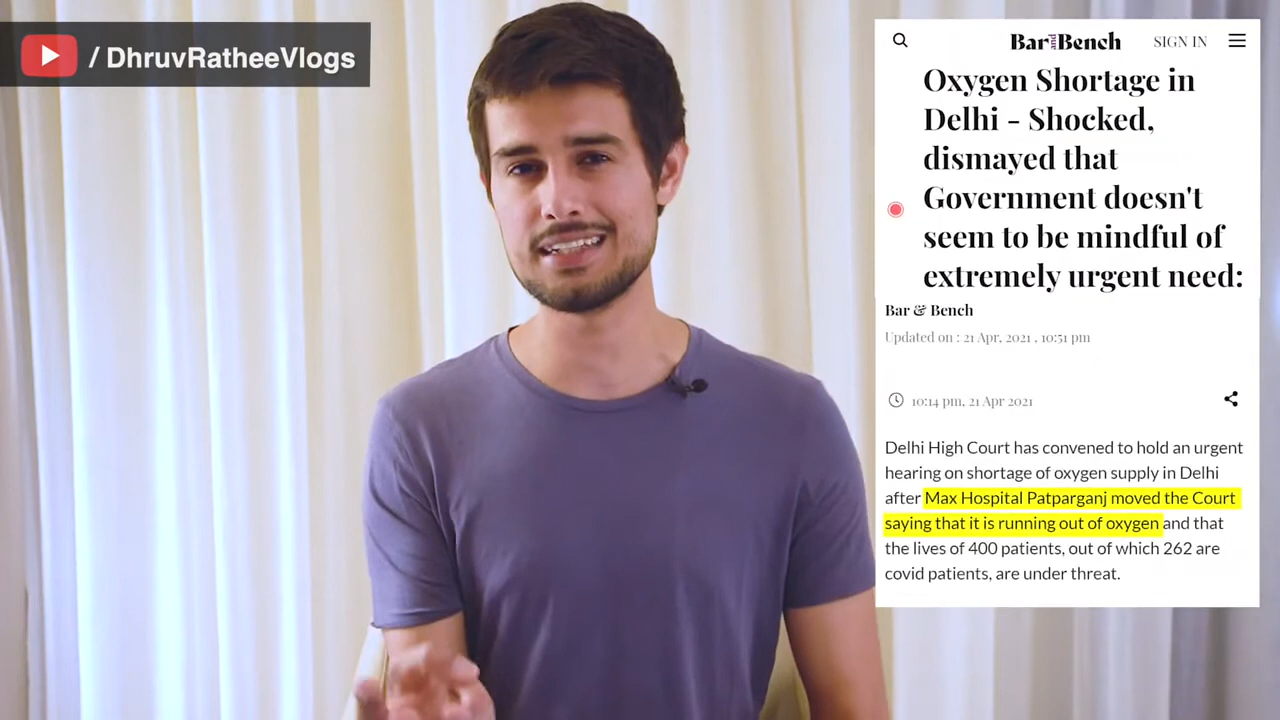 / DhruvRatheeVlogs
Bar and Bench
SIGN IN
Oxygen Shortage in
Delhi - Shocked,
dismayed that
Government doesn't
seem to be mindful of
extremely urgent need:
Bar & Bench
Updated on : 21 Apr, 2021 , 10:51 pm
10:14 pm, 21 Apr 2021
Delhi High Court has convened to hold an urgent
hearing on shortage of oxygen supply in Delhi
after Max Hospital Patparganj moved the Court
saying that it is running out of oxygen and that
the lives of 400 patients, out of which 262 are
covid patients, are under threat.